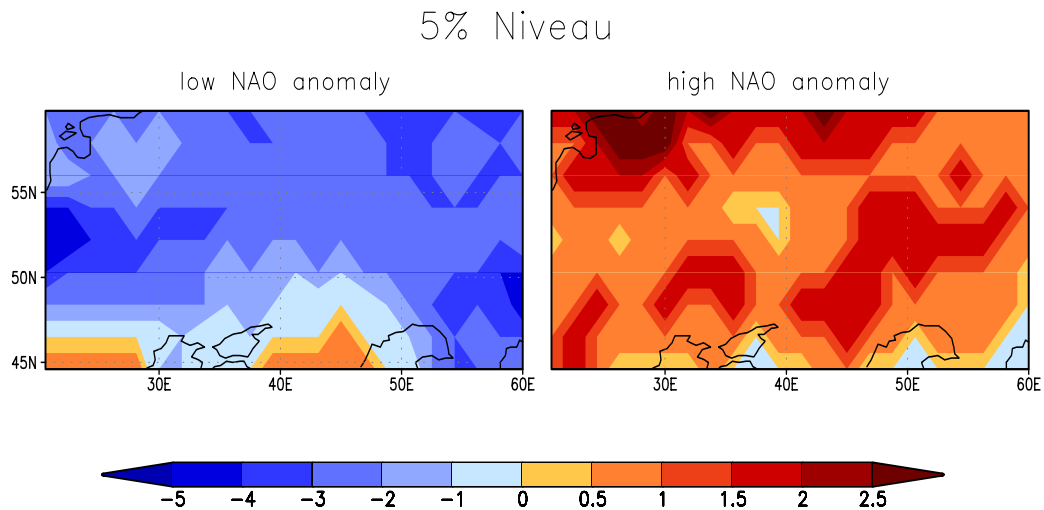 5% Niveau
low NAO anomaly
high NAO anomaly
55N
50N
45N
30E 40E 50E 60E 30E 40E 50E 60E
−5 −4 −3 −2 −1 0 0.5 1 1.5 2 2.5